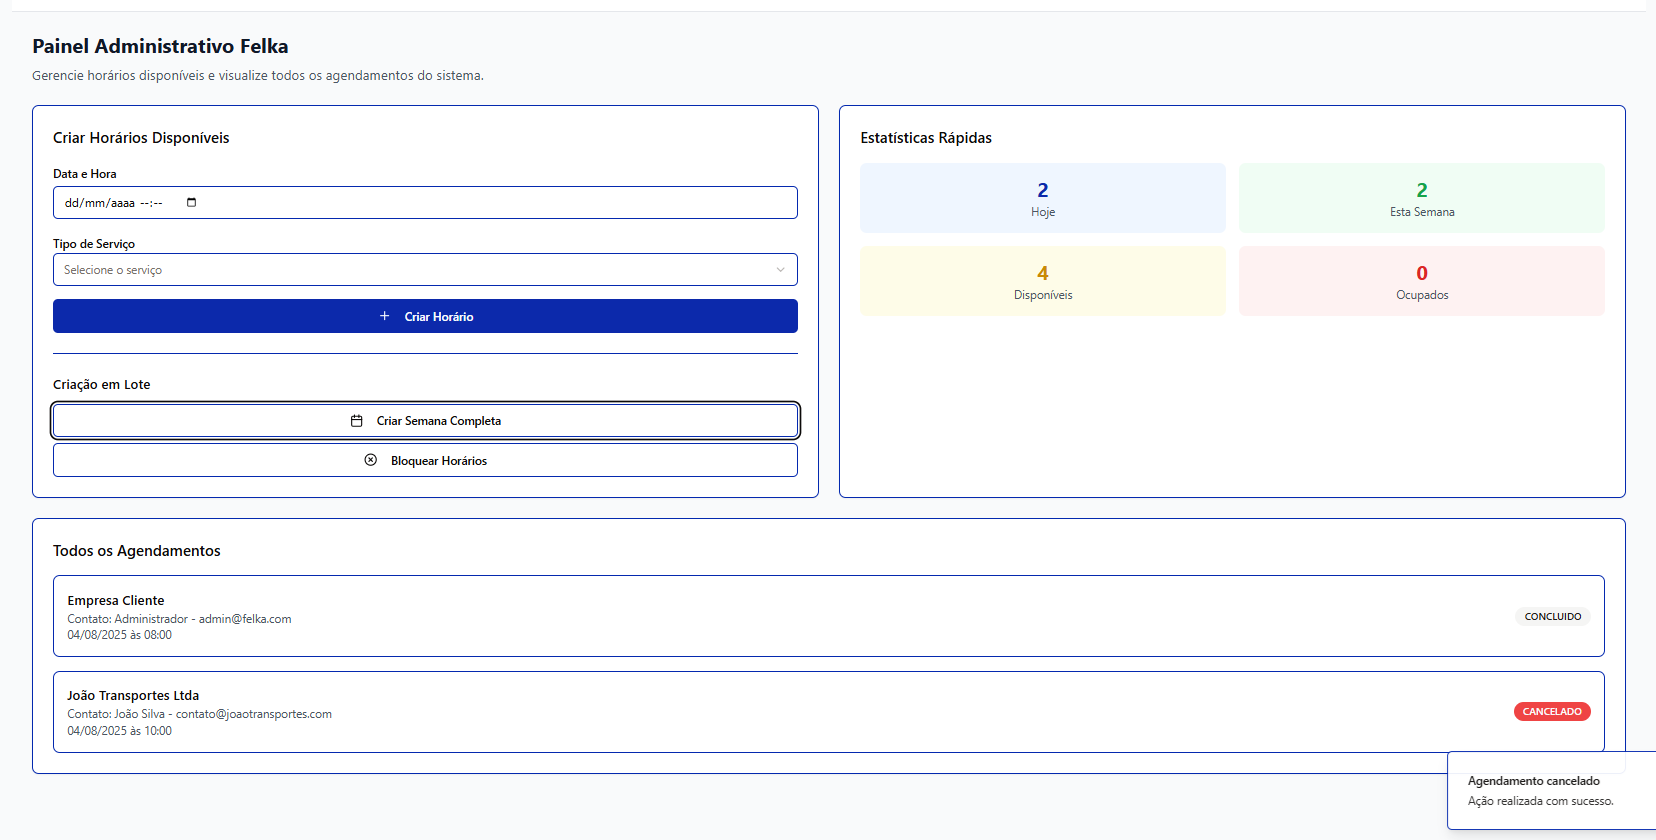 Painel Administrativo Felka
Gerencie horários disponíveis e visualize todos os agendamentos do sistema.
Criar Horários Disponíveis
Data e Hora
dd/mm/aaaa --:--
Tipo de Serviço
Selecione o serviço
+ Criar Horário
Criação em Lote
Criar Semana Completa
Bloquear Horários
Estatísticas Rápidas
2
Hoje
2
Esta Semana
4
Disponíveis
0
Ocupados
Todos os Agendamentos
Empresa Cliente
Contato: Administrador - admin@felka.com
04/08/2025 às 08:00
CONCLUIDO
João Transportes Ltda
Contato: João Silva - contato@joaotransportes.com
04/08/2025 às 10:00
CANCELADO
Agendamento cancelado
Ação realizada com sucesso.